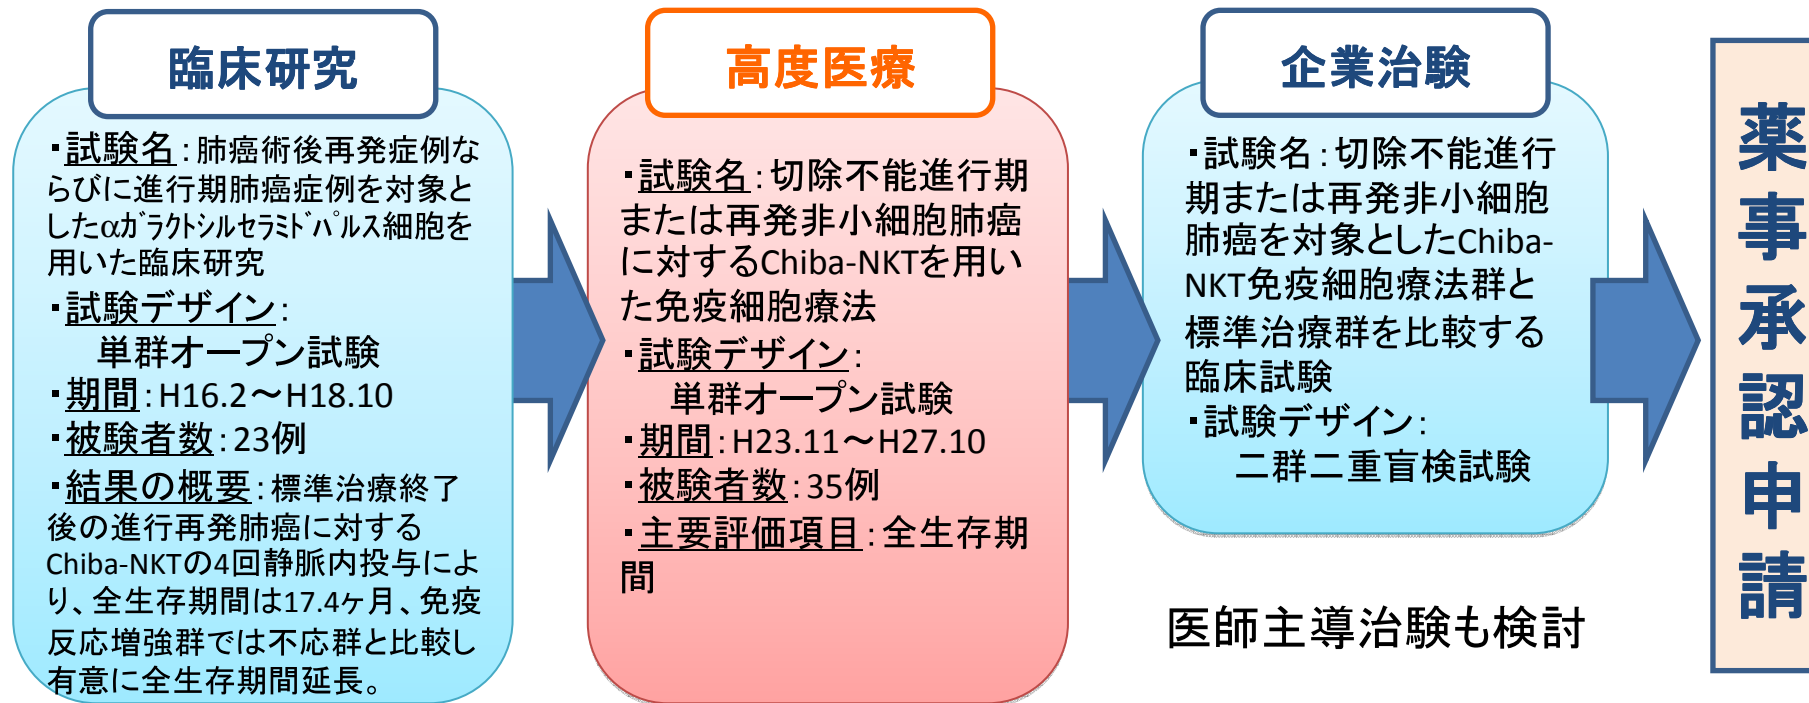 臨床研究
・試験名：肺癌術後再発症例な
らびに進行期肺癌症例を対象と
したαｶﾞﾗｸﾄｼﾙｾﾗﾐﾄﾞﾊﾟﾙｽ細胞を
用いた臨床研究
・試験デザイン：
単群オープン試験
・期間：H16.2～H18.10
・被験者数：23例
・結果の概要：標準治療終了
後の進行再発肺癌に対する
Chiba-NKTの4回静脈内投与によ
り、全生存期間は17.4ヶ月、免疫
反応増強群では不応群と比較し
有意に全生存期間延長。
高度医療
・試験名：切除不能進行期
または再発非小細胞肺癌
に対するChiba-NKTを用い
た免疫細胞療法
・試験デザイン：
単群オープン試験
・期間：H23.11～H27.10
・被験者数：35例
・主要評価項目：全生存期
間
企業治験
・試験名：切除不能進行
期または再発非小細胞
肺癌を対象としたChiba-
NKT免疫細胞療法群と
標準治療群を比較する
臨床試験
・試験デザイン：
二群二重盲検試験
医師主導治験も検討
薬事承認申請